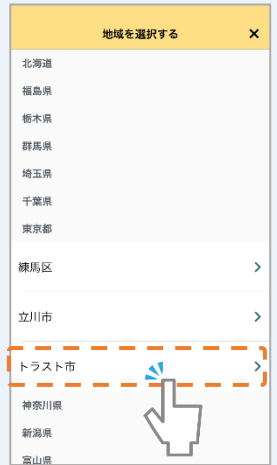 地域を選択する ×
北海道
福島県
栃木県
群馬県
埼玉県
千葉県
東京都
練馬区
立川市
トラスト市
神奈川県
新潟県
富山県